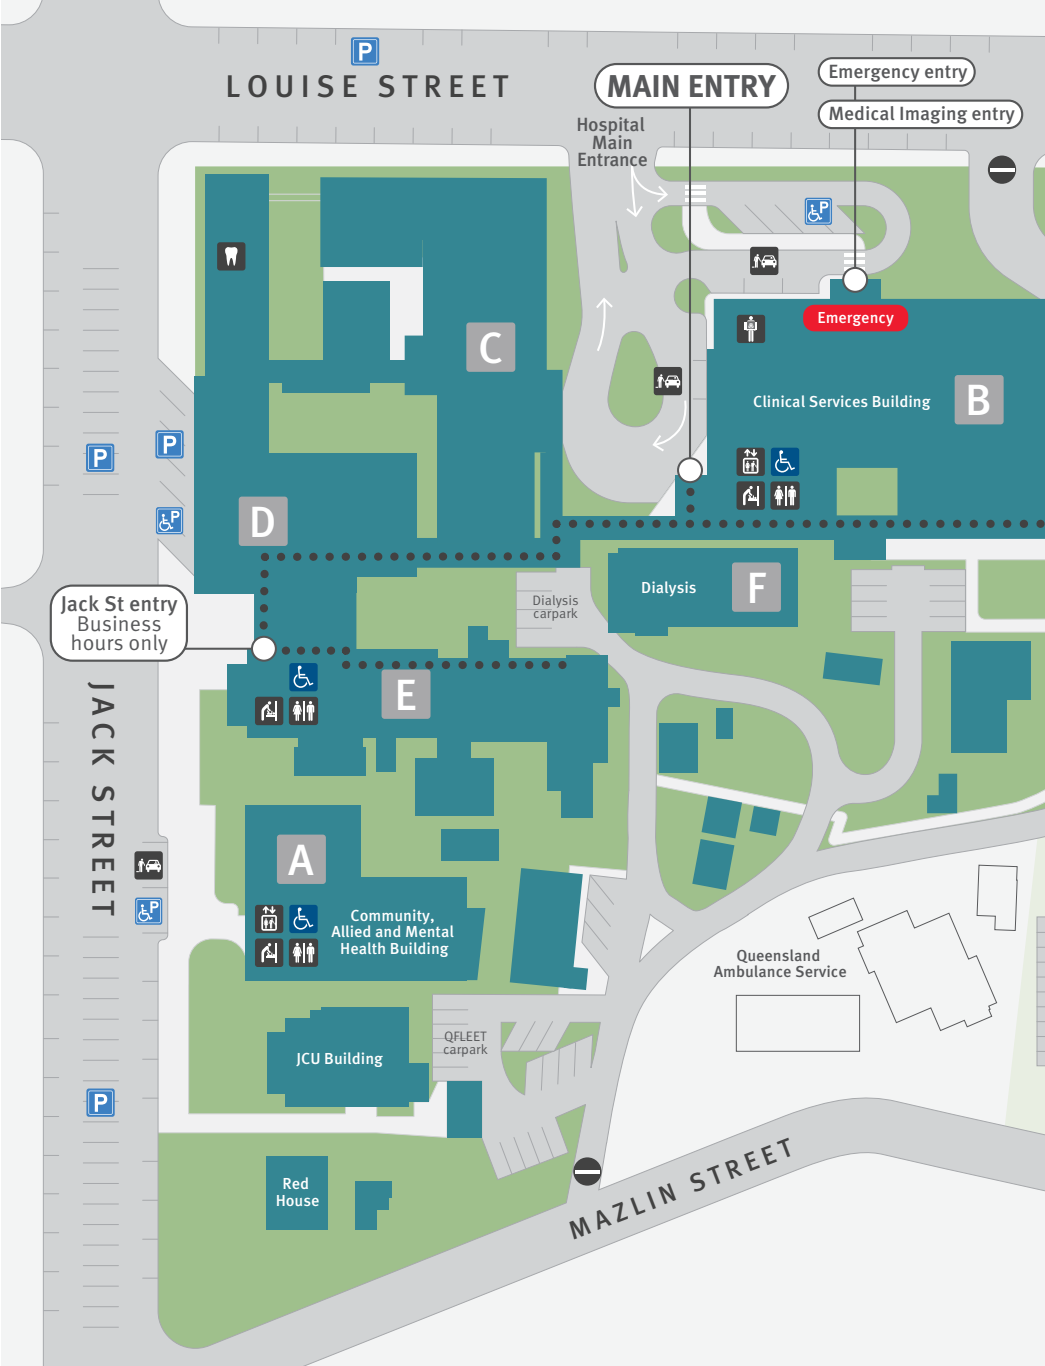 P
LOUISE STREET
MAIN ENTRY
Emergency entry
Medical Imaging entry
Hospital
Main
Entrance
P
Emergency
C
Clinical Services Building
B
P
P
D
P
Dialysis
F
Dialysis
carpark
Jack St entry
Business
hours only
E
JACK STREET
A
P
Community,
Allied and Mental
Health Building
Queensland
Ambulance Service
QFLEET
carpark
JCU Building
P
MAZLIN STREET
Red
House